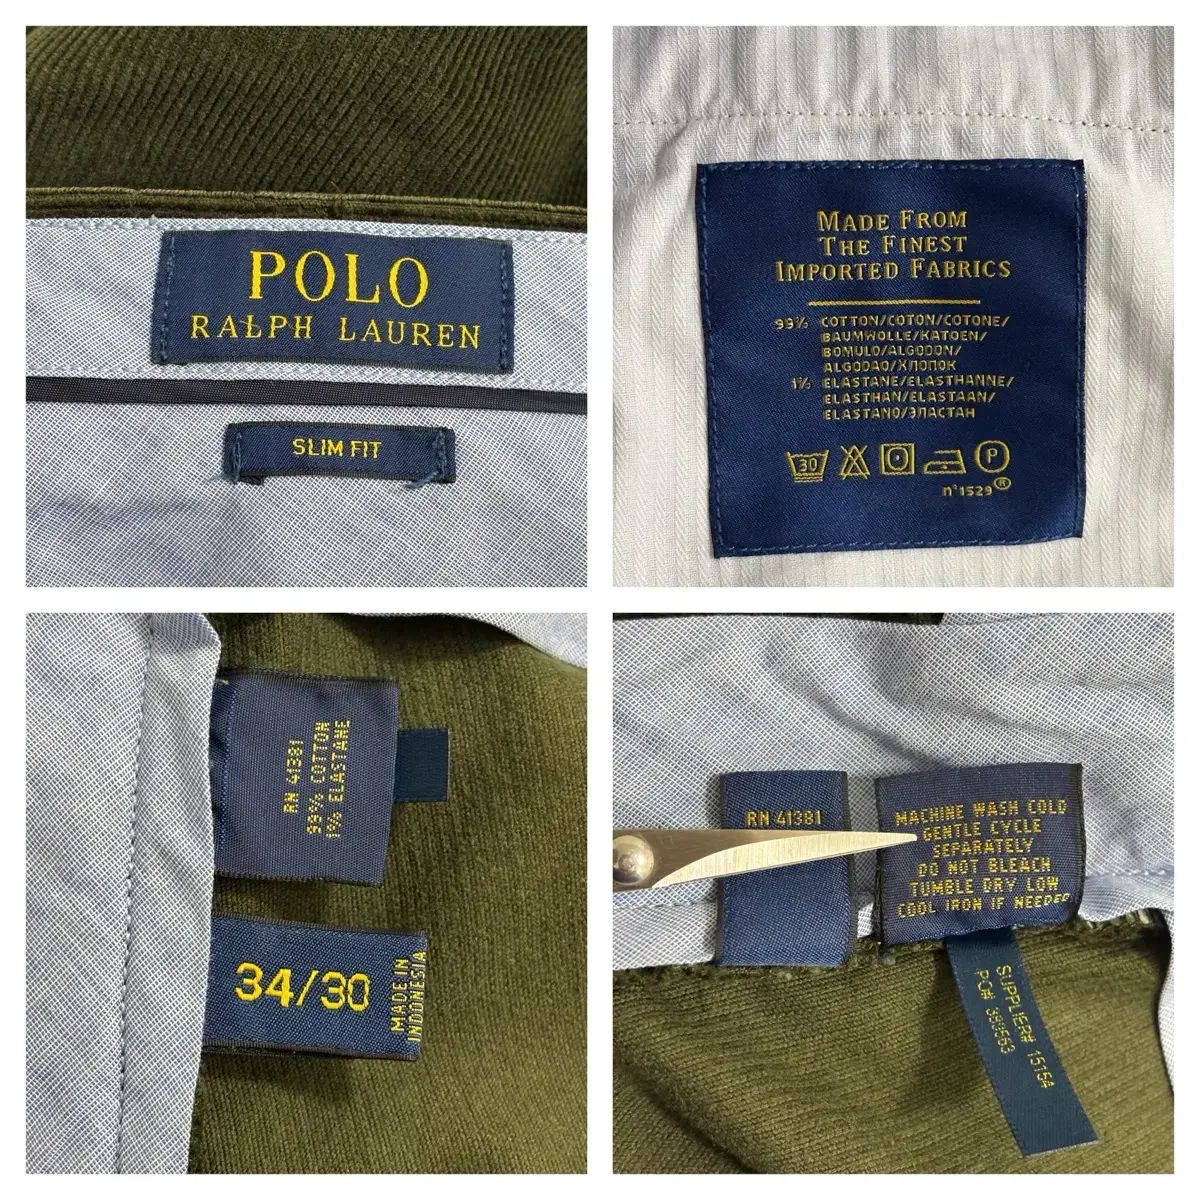 POLO
RALPH LAUREN
SLIM FIT
MADE FROM
THE FINEST
IMPORTED FABRICS
99% COTTON/COTON/COTONE/
BAUMWOLLE/KATOEN/
BOMULO/ALGODON/
ALGODAO/ХЛОПОК
1% ELASTANE/ELASTHANNE/
ELASTHAN/ELASTAAN/
ELASTANO/ЭЛАСТАН
30
P
n°1529®
RN 41381
99% COTTON
1% ELASTANE
34/30
MADE IN
INDONESIA
RN 41381
MACHINE WASH COLD
GENTLE CYCLE
SEPARATELY
DO NOT BLEACH
TUMBLE DRY LOW
COOL IRON IF NEEDED
SUPPLIER# 15154
PO#